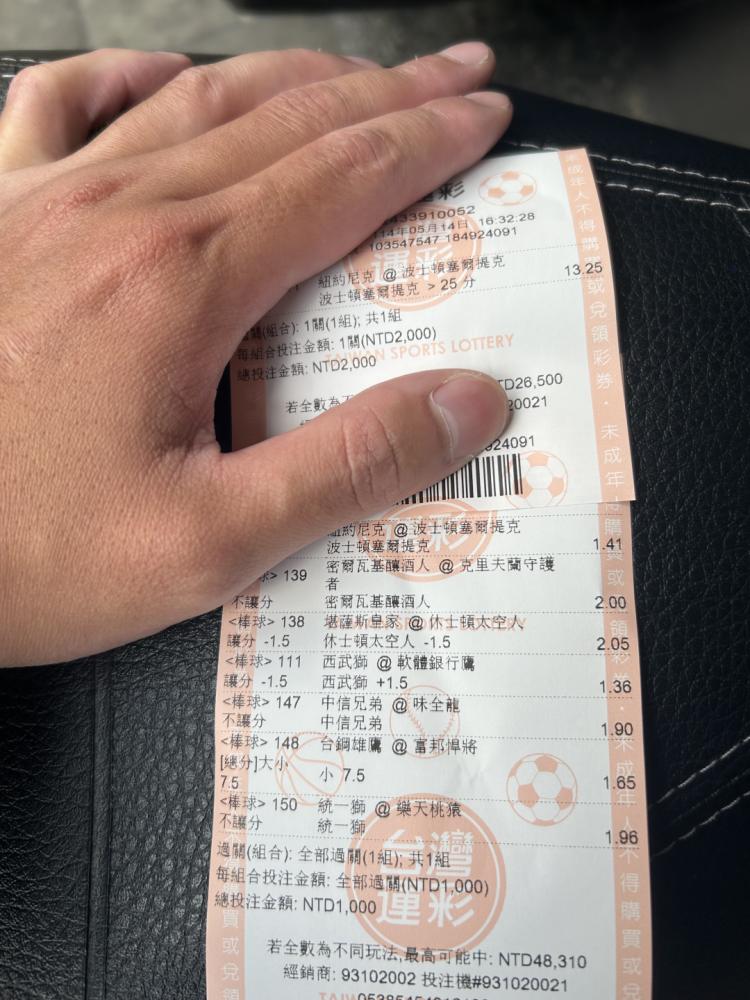 運彩
433910052
114年05月14日 16:32:28
103547547 184924091
紐約尼克 @ 波士頓塞爾提克
波士頓塞爾提克 > 25 分 13.25
(組合): 1關(1組); 共1組
每組合投注金額: 1關(NTD2,000)
總投注金額: NTD2,000
TAIWAN SPORTS LOTTERY
若全數為不 TD26,500
20021
924091
紐約尼克 @ 波士頓塞爾提克
波士頓塞爾提克 1.41
> 139 密爾瓦基釀酒人 @ 克里夫蘭守護
者
不讓分 密爾瓦基釀酒人 2.00
<棒球> 138 堪薩斯皇家 @ 休士頓太空人
讓分 -1.5 休士頓太空人 -1.5 2.05
<棒球> 111 西武獅 @ 軟體銀行鷹
讓分 -1.5 西武獅 +1.5 1.36
<棒球> 147 中信兄弟 @ 味全龍
不讓分 中信兄弟 1.90
<棒球> 148 台鋼雄鷹 @ 富邦悍將
[總分]大小
7.5 小 7.5 1.65
<棒球> 150 統一獅 @ 樂天桃猿
不讓分 統一獅 1.96
過關(組合): 全部過關(1組); 共1組
每組合投注金額: 全部過關(NTD1,000)
總投注金額: NTD1,000
台灣
運彩
若全數為不同玩法,最高可能中: NTD48,310
經銷商: 93102002 投注機#931020021
未成年人不得購買或兌領彩券・未成年